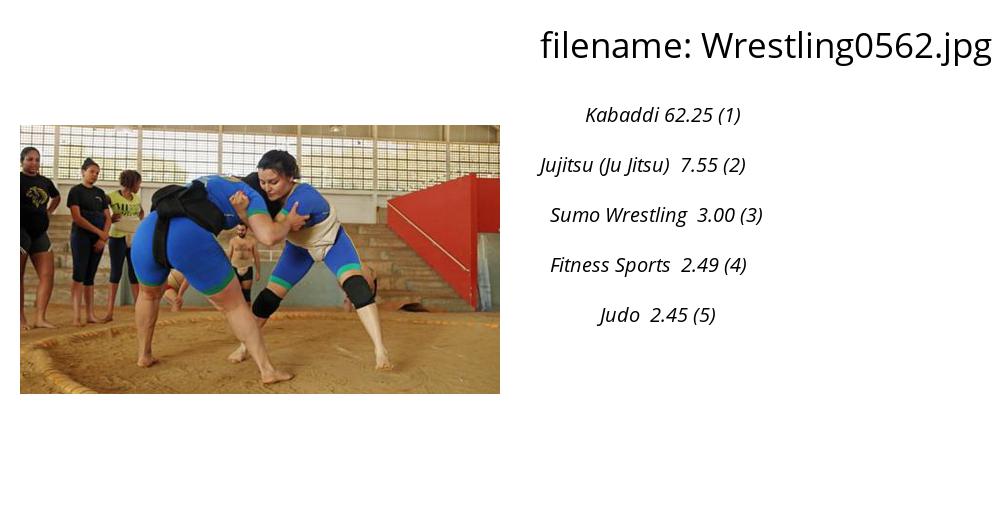 filename: Wrestling0562.jpg
Kabaddi 62.25 (1)
Jujitsu (Ju Jitsu) 7.55 (2)
Sumo Wrestling 3.00 (3)
Fitness Sports 2.49 (4)
Judo 2.45 (5)